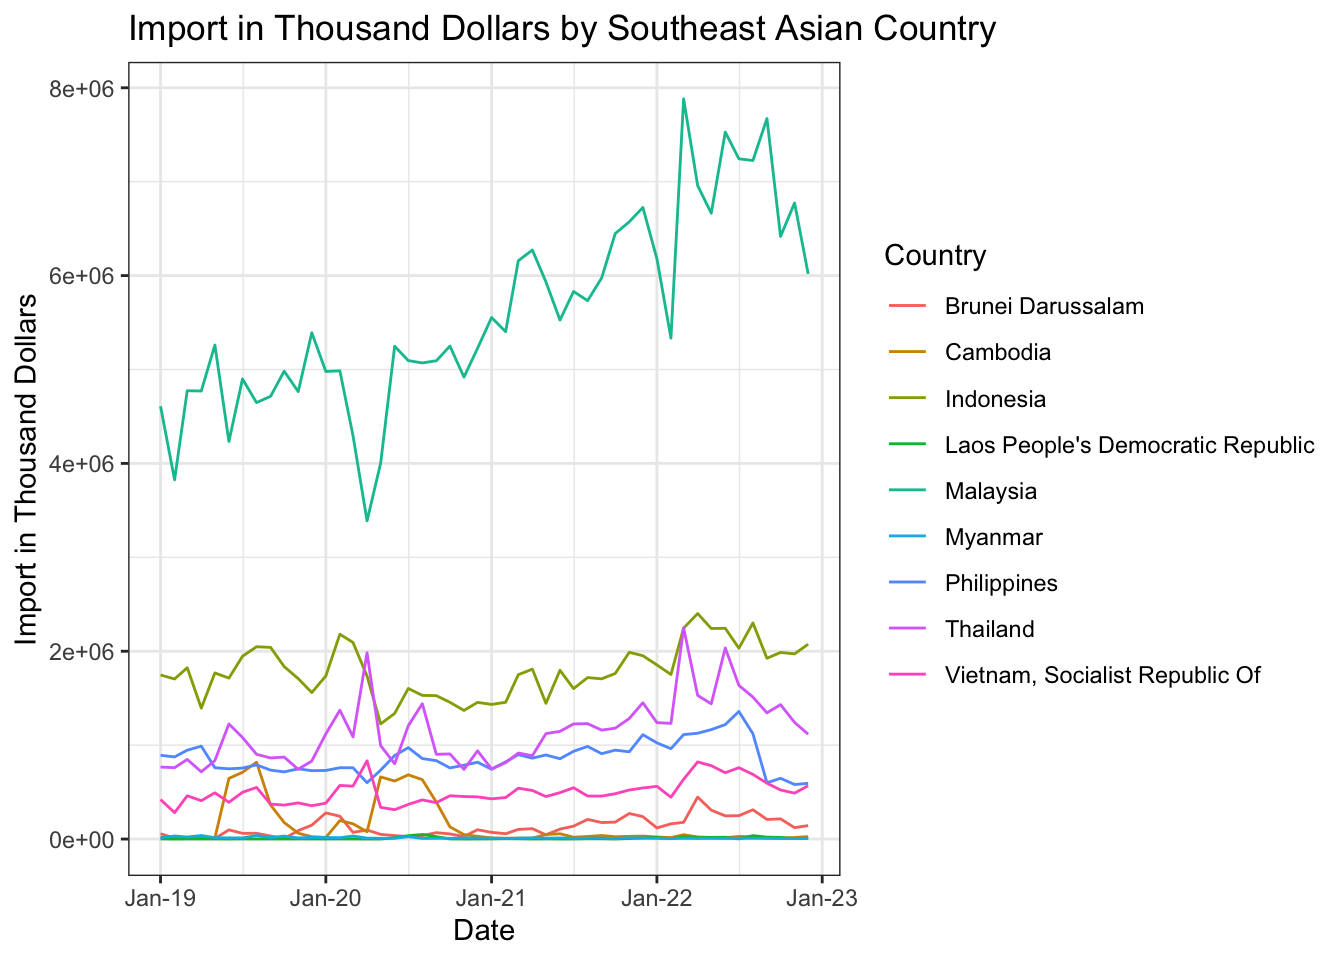 Import in Thousand Dollars by Southeast Asian Country
Import in Thousand Dollars
8e+06
6e+06
4e+06
2e+06
0e+00
Jan-19
Jan-20
Jan-21
Jan-22
Jan-23
Date
Country
Brunei Darussalam
Cambodia
Indonesia
Laos People's Democratic Republic
Malaysia
Myanmar
Philippines
Thailand
Vietnam, Socialist Republic Of